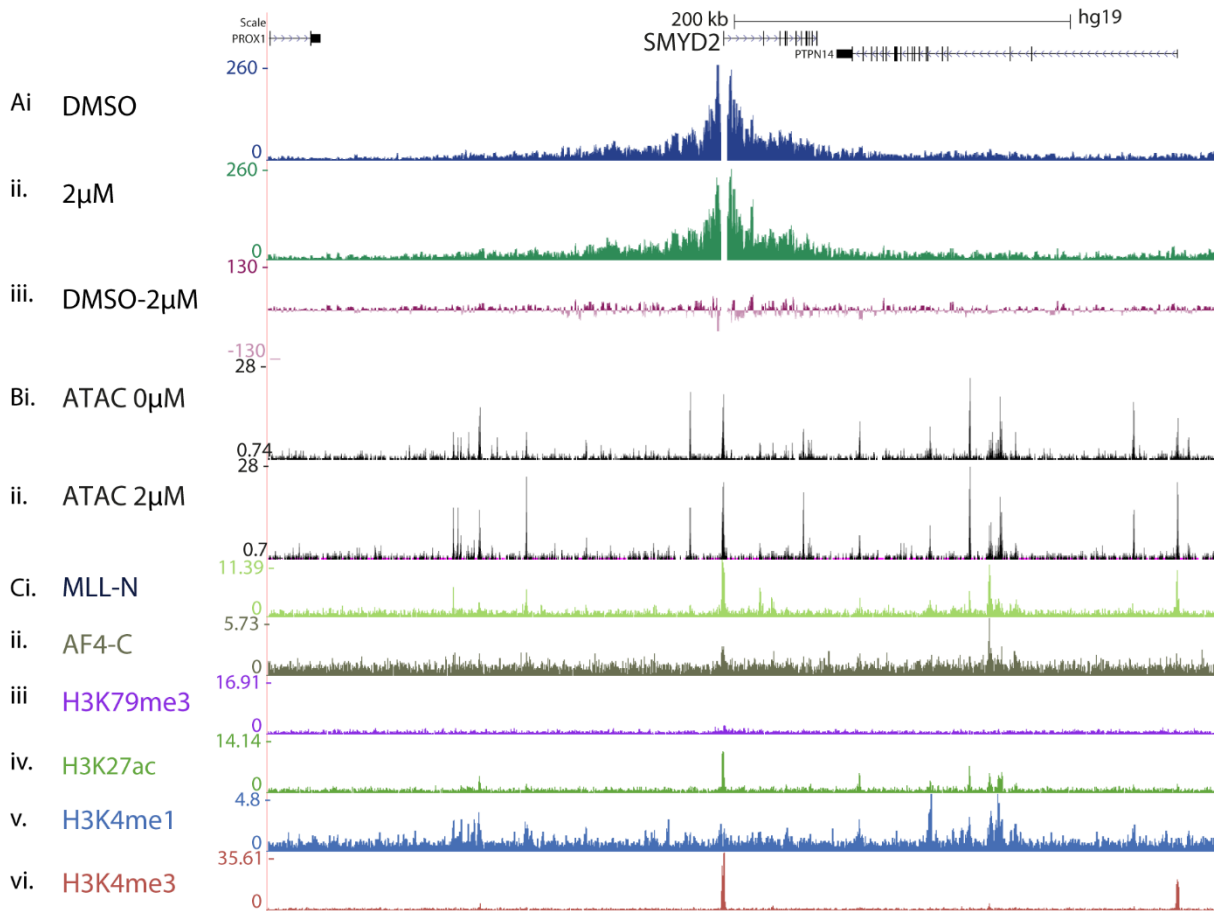 Scale 200 kb hg19
PROX1 SMYD2
PTPN14
260 -
Ai DMSO
0
260 -
ii. 2µM
0
130 -
iii. DMSO-2µM
-130 _
28 -
Bi. ATAC 0µM
0.74
28 -
ii. ATAC 2µM
0.7
11.39 -
Ci. MLL-N
0
5.73 -
ii. AF4-C
0
16.91 -
iii H3K79me3
0
14.14 -
iv. H3K27ac
0
4.8 -
v. H3K4me1
0
35.61 -
vi. H3K4me3
0